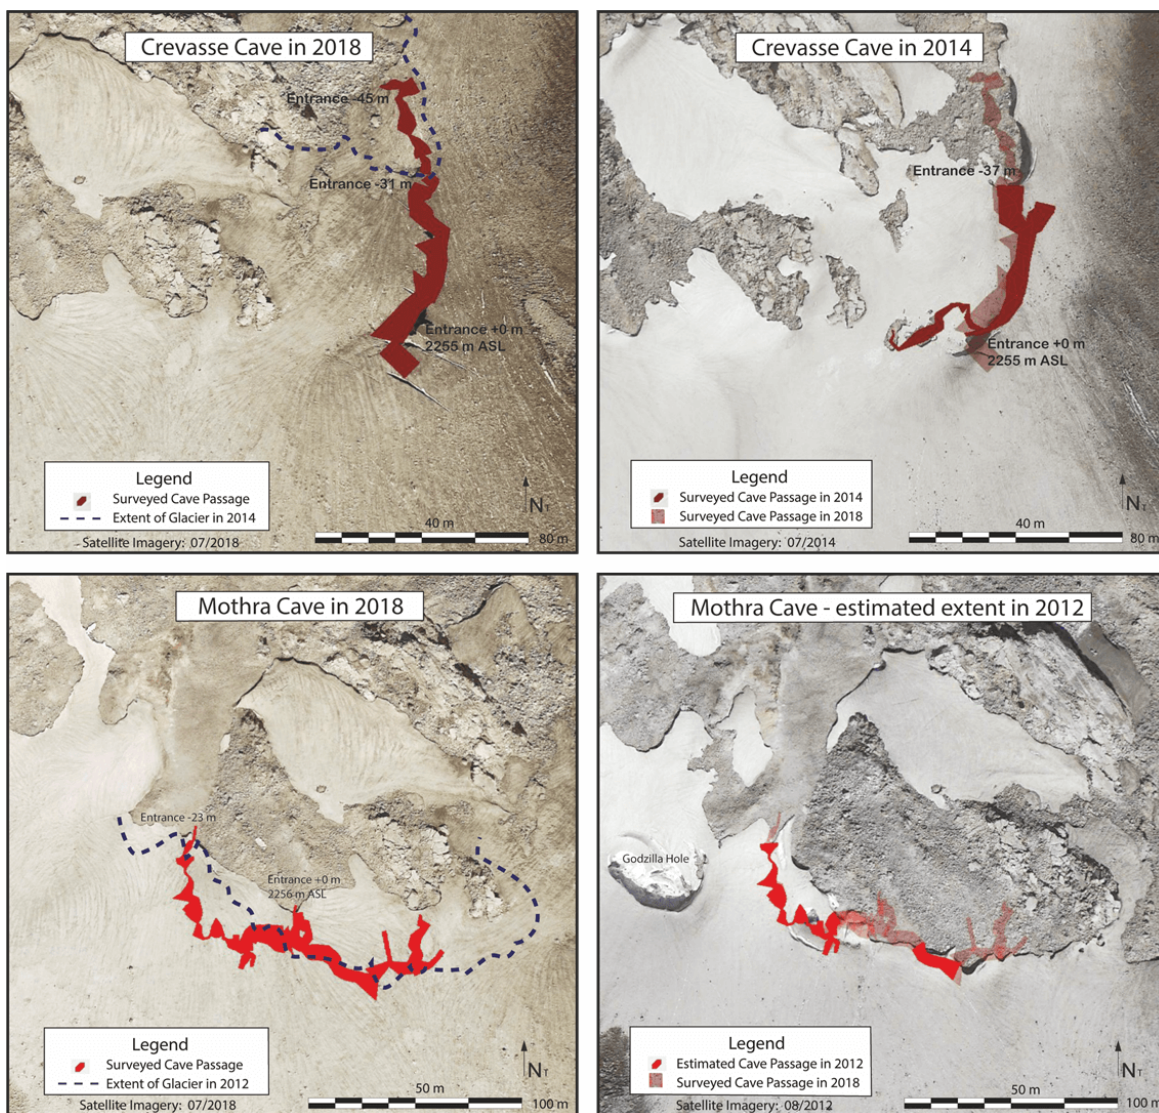 Crevasse Cave in 2018
Entrance -45 m
Entrance -31 m
Entrance +0 m
2255 m ASL
Legend
Surveyed Cave Passage
Extent of Glacier in 2014
Satellite Imagery: 07/2018
N T
40 m
80 m
Crevasse Cave in 2014
Entrance -37 m
Entrance +0 m
2255 m ASL
Legend
Surveyed Cave Passage in 2014
Surveyed Cave Passage in 2018
Satellite Imagery: 07/2014
N T
40 m
80 m
Mothra Cave in 2018
Entrance -23 m
Entrance +0 m
2256 m ASL
Legend
Surveyed Cave Passage
Extent of Glacier in 2012
Satellite Imagery: 07/2018
N T
50 m
100 m
Mothra Cave - estimated extent in 2012
Godzilla Hole
Legend
Estimated Cave Passage in 2012
Surveyed Cave Passage in 2018
Satellite Imagery: 08/2012
N T
50 m
100 m